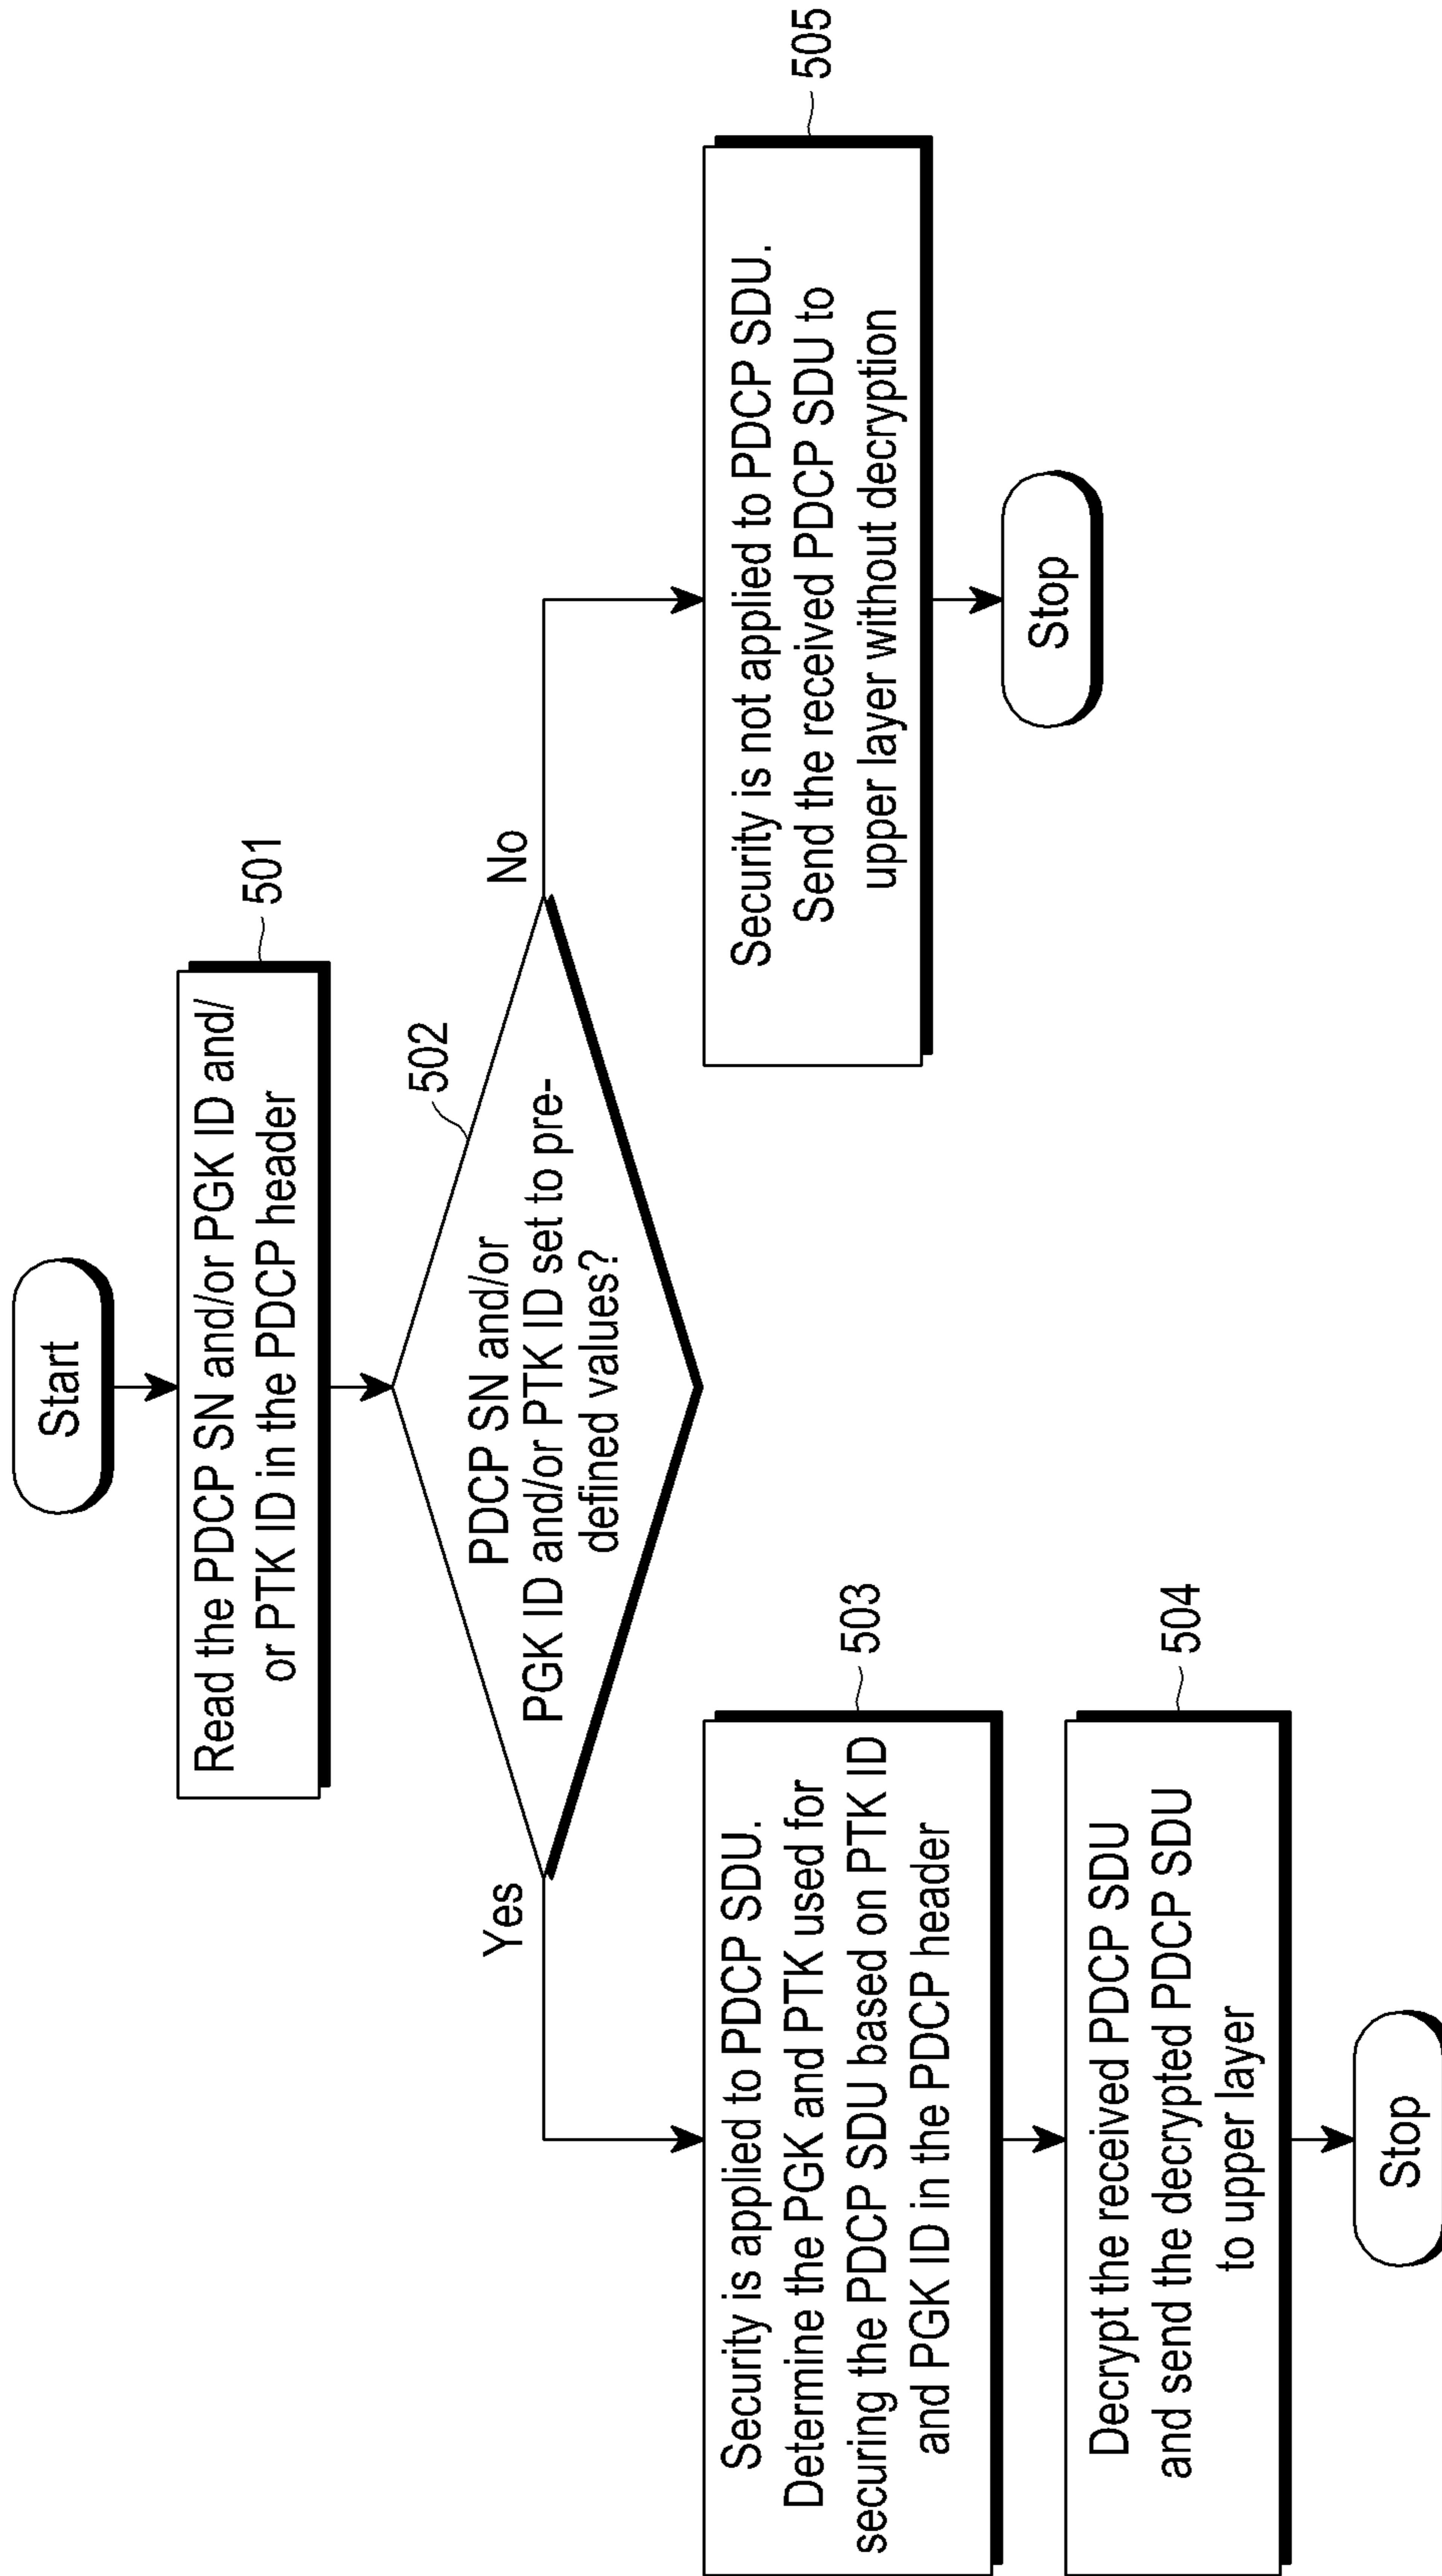 Start
Read the PDCP SN and/or PGK ID and/
or PTK ID in the PDCP header
501
502
PDCP SN and/or
PGK ID and/or PTK ID set to pre-
defined values?
Yes
No
Security is applied to PDCP SDU.
Determine the PGK and PTK used for
securing the PDCP SDU based on PTK ID
and PGK ID in the PDCP header
503
Decrypt the received PDCP SDU
and send the decrypted PDCP SDU
to upper layer
504
Stop
Security is not applied to PDCP SDU.
Send the received PDCP SDU to
upper layer without decryption
505
Stop